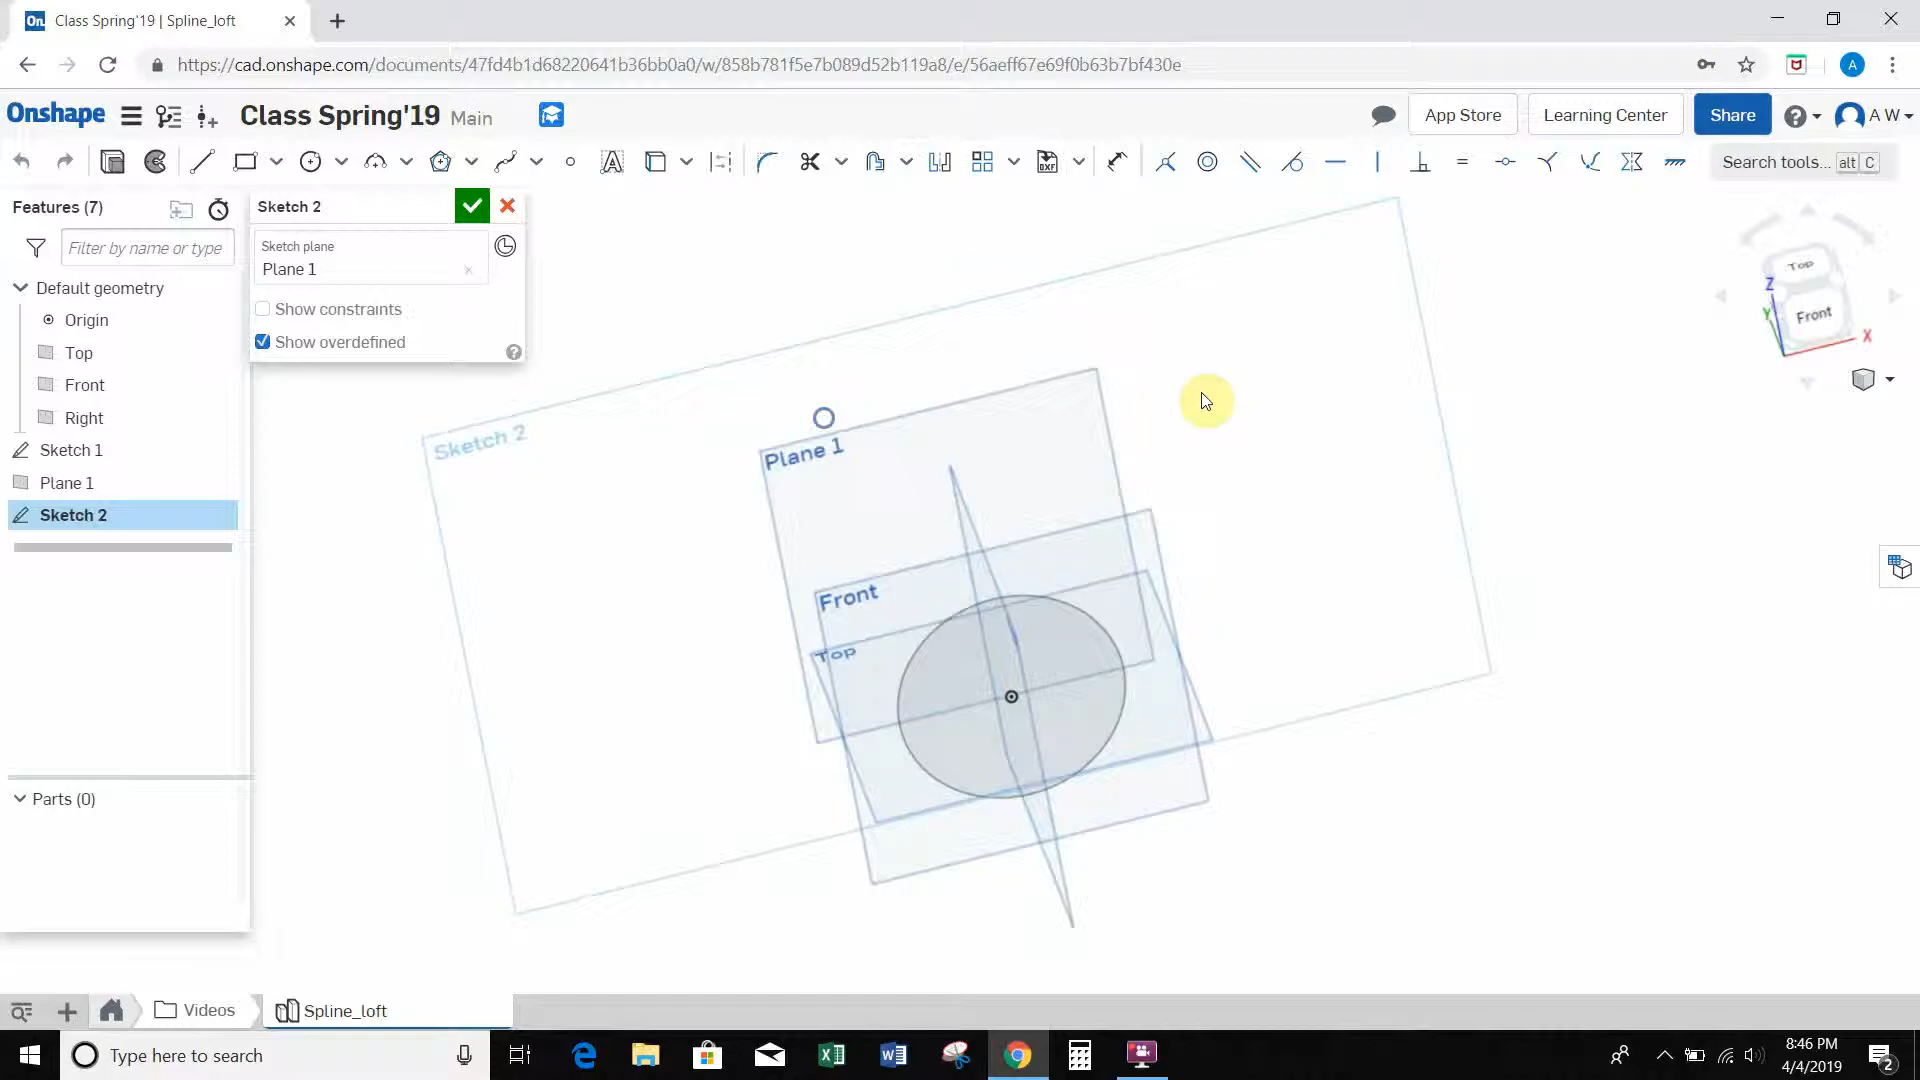 Class Spring'19 | Spline_loft
https://cad.onshape.com/documents/47fd4b1d68220641b36bb0a0/w/858b781f5e7b089d52b119a8/e/56aeff67e69f0b63b7bf430e
A
Onshape
Class Spring'19 Main
App Store
Learning Center
Share
A W
DXF
Search tools... alt C
Features (7)
Filter by name or type
Default geometry
Origin
Top
Front
Right
Sketch 1
Plane 1
Sketch 2
Parts (0)
Sketch 2
Sketch plane
Plane 1
Show constraints
Show overdefined
Sketch 2
Plane 1
Front
Top
Top
Front
Z
Y
X
Videos
Spline_loft
Type here to search
8:46 PM
4/4/2019
2